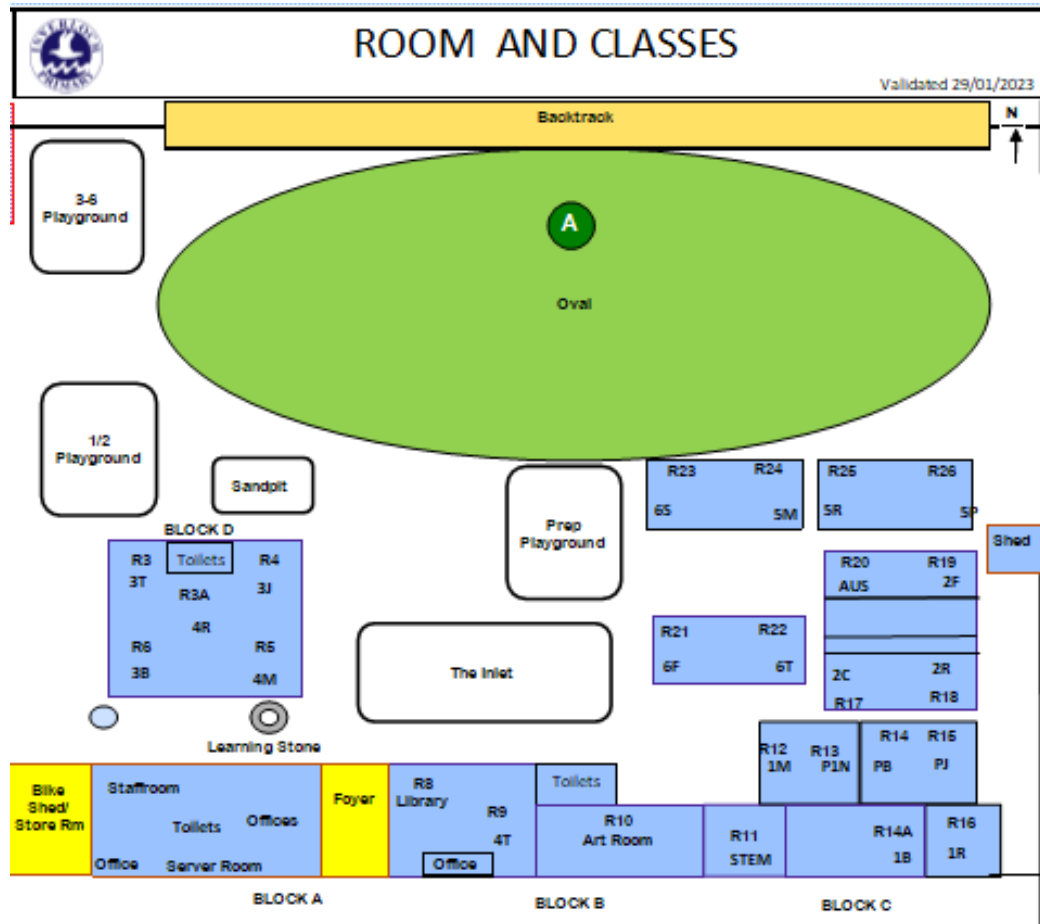 INVERLOCH
PRIMARY
ROOM AND CLASSES
Validated 29/01/2023
Backtrack
N
3-6
Playground
A
Oval
1/2
Playground
Sandpit
Prep
Playground
R23 R24
6S 5M
R25 R26
5R 5P
Shed
BLOCK D
R3 Toilets R4
3T 3J
R3A
4R
R6 R5
3B 4M
R20 R19
AUS 2F
2C 2R
R17 R18
R21 R22
6F 6T
The Inlet
Learning Stone
R12 R13
1M P1N
R14 R15
PB PJ
Bike
Shed/
Store Rm
Staffroom
Toilets Offices
Office Server Room
Foyer
R8
Library
R9
4T
Office
Toilets
R10
Art Room
R11
STEM
R14A
1B
R16
1R
BLOCK A
BLOCK B
BLOCK C